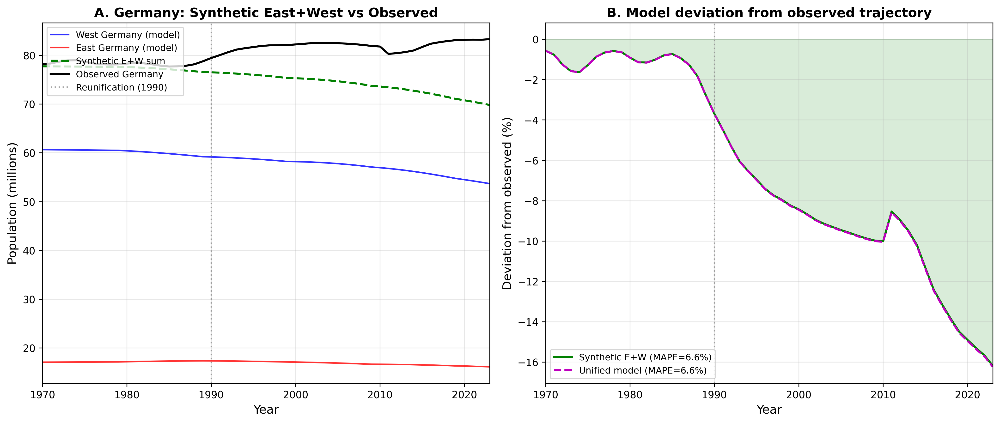 A. Germany: Synthetic East+West vs Observed
West Germany (model)
East Germany (model)
Synthetic E+W sum
Observed Germany
Reunification (1990)
Population (millions)
80
70
60
50
40
30
20
1970
1980
1990
2000
2010
2020
Year
B. Model deviation from observed trajectory
Deviation from observed (%)
0
−2
−4
−6
−8
−10
−12
−14
−16
Synthetic E+W (MAPE=6.6%)
Unified model (MAPE=6.6%)
1970
1980
1990
2000
2010
2020
Year